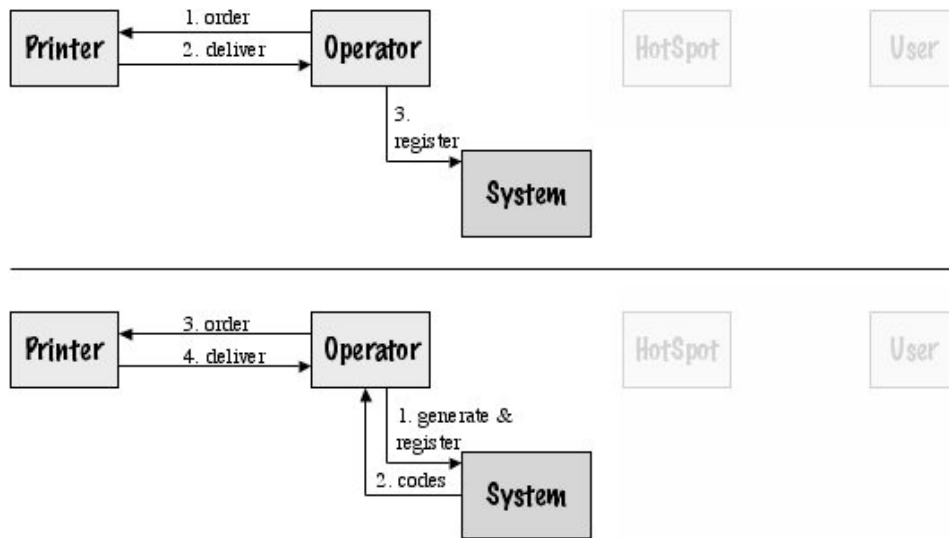 1. order
Printer
Operator
HotSpot
User
2. deliver
3.
register
System
3. order
Printer
Operator
HotSpot
User
4. deliver
1. generate &
register
2. codes
System